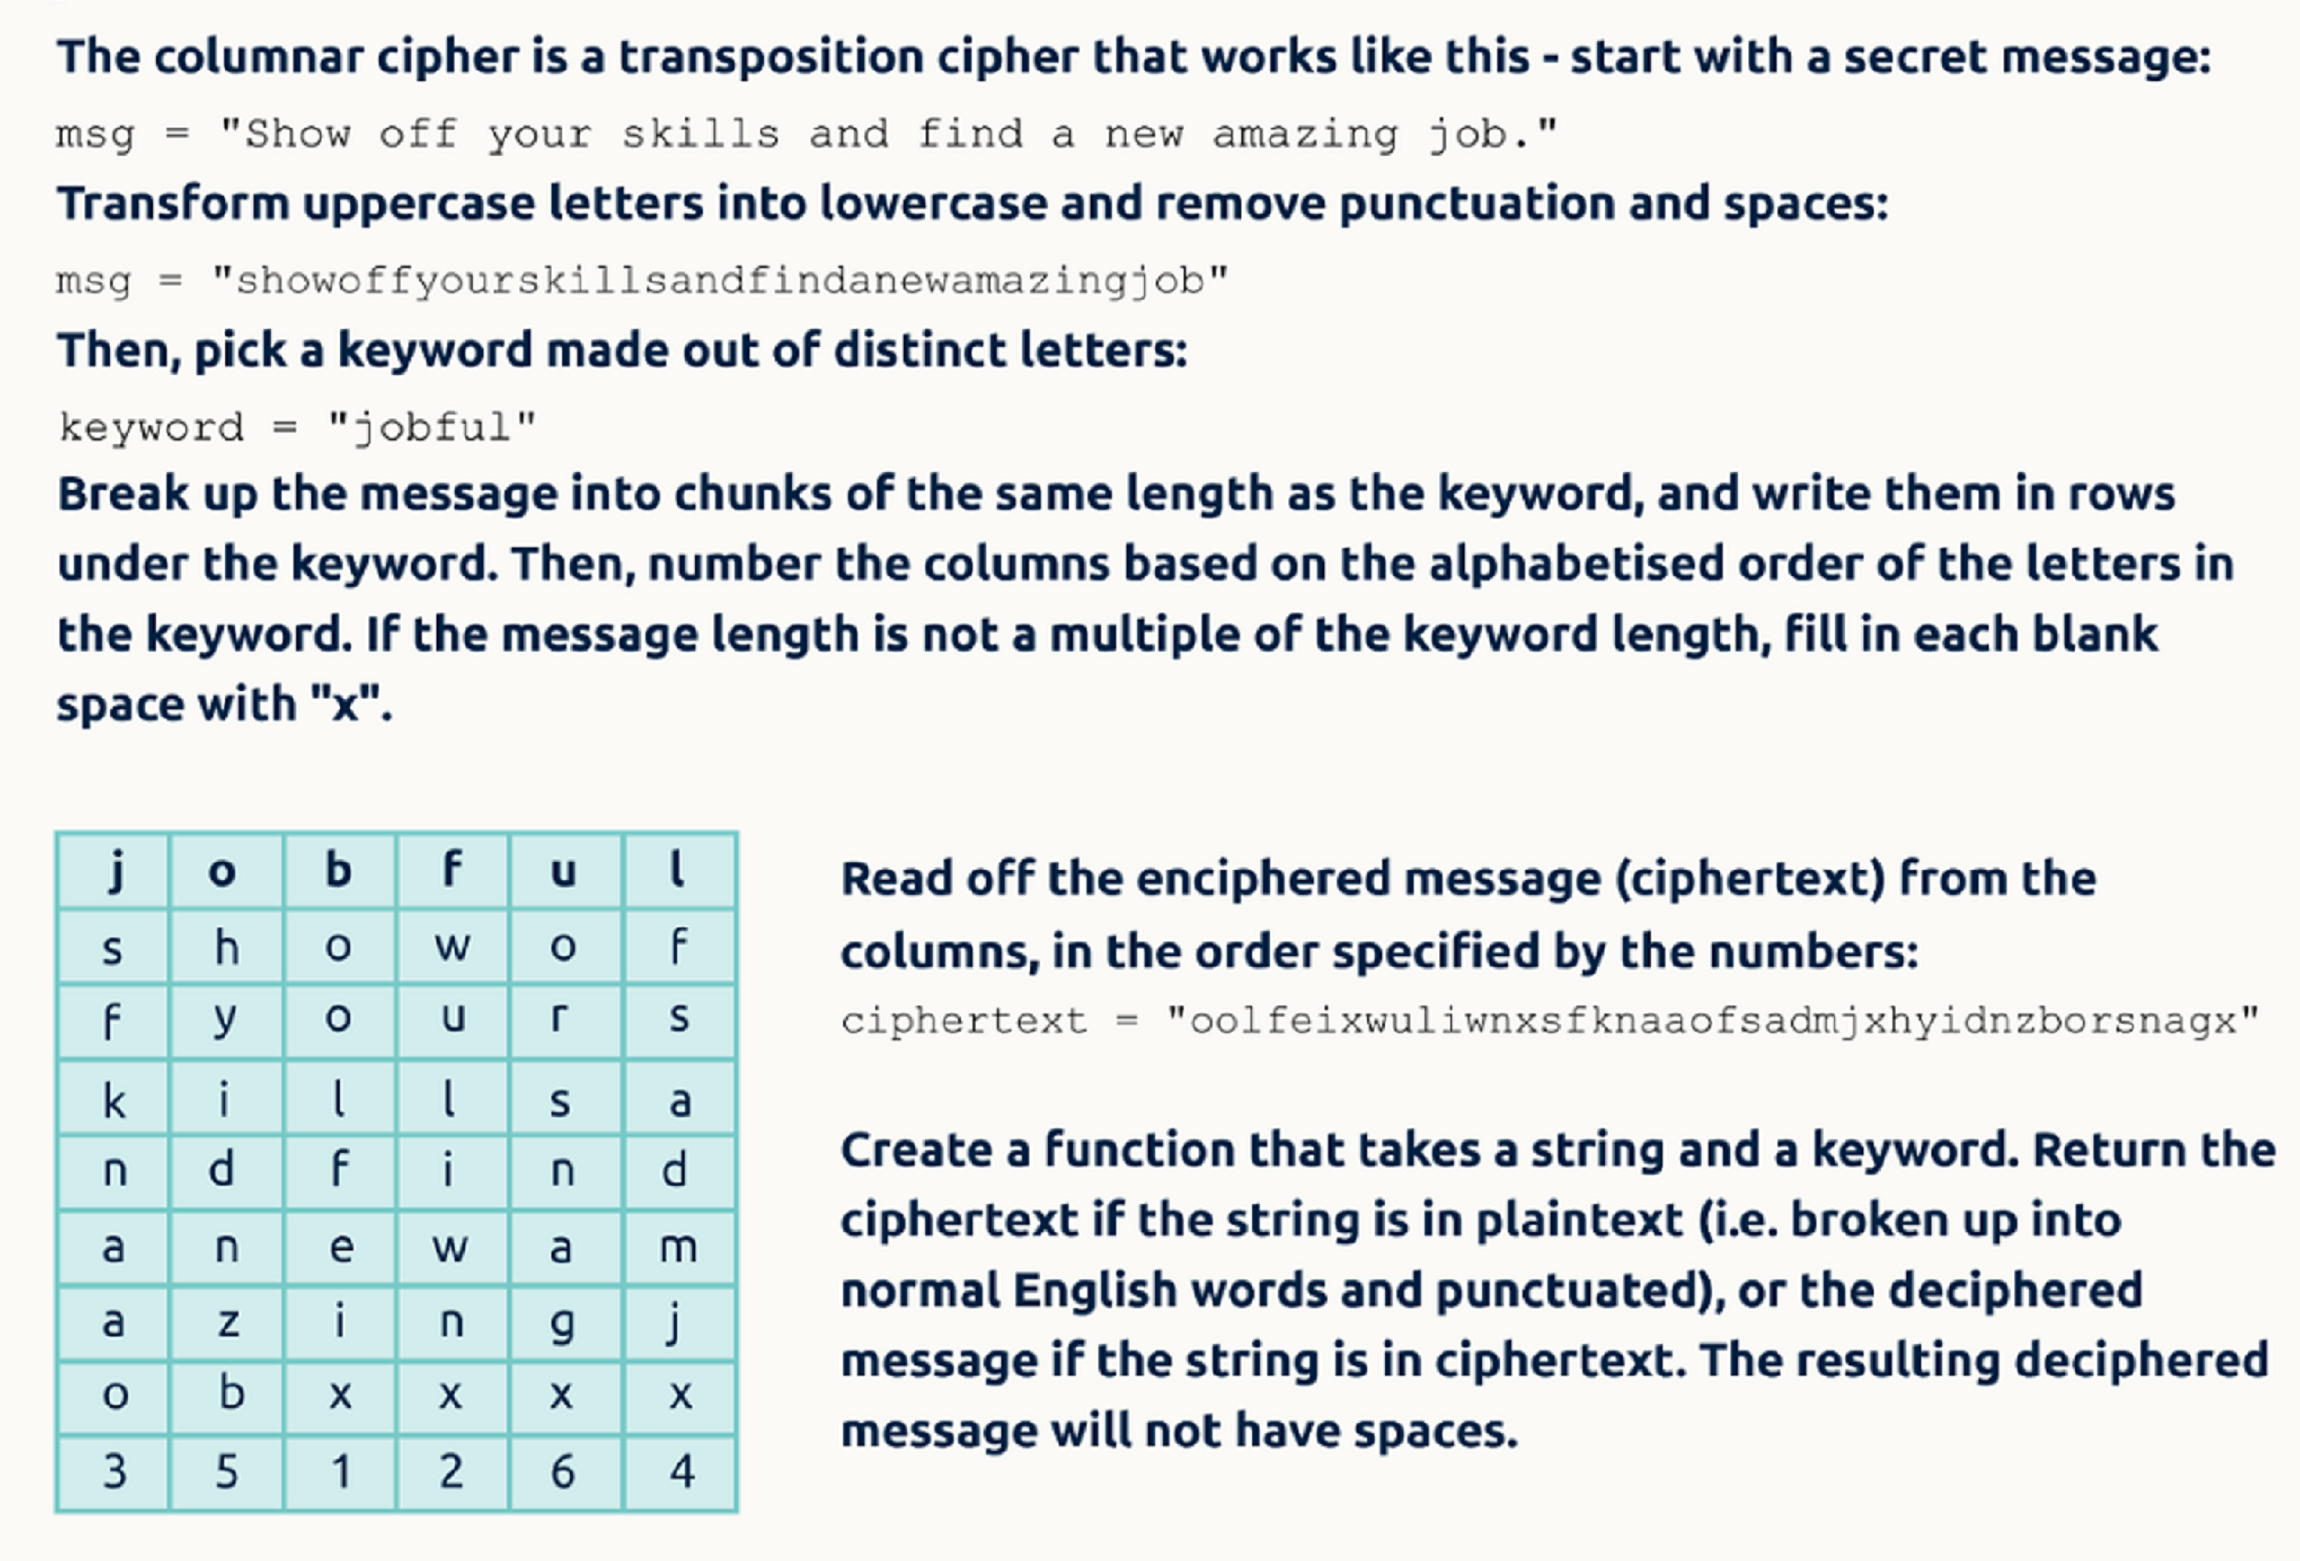 The columnar cipher is a transposition cipher that works like this - start with a secret message:
msg = "Show off your skills and find a new amazing job."
Transform uppercase letters into lowercase and remove punctuation and spaces:
msg = "showoffyourskillsandfindanewamazingjob"
Then, pick a keyword made out of distinct letters:
keyword = "jobful"
Break up the message into chunks of the same length as the keyword, and write them in rows
under the keyword. Then, number the columns based on the alphabetised order of the letters in
the keyword. If the message length is not a multiple of the keyword length, fill in each blank
space with "x".
j o b f u l
s h o w o f
f y o u r s
k i l l s a
n d f i n d
a n e w a m
a z i n g j
o b x x x x
3 5 1 2 6 4
Read off the enciphered message (ciphertext) from the
columns, in the order specified by the numbers:
ciphertext = "oolfeixwuliwnxsfknaaofsadmjxhyidnzborsnagx"
Create a function that takes a string and a keyword. Return the
ciphertext if the string is in plaintext (i.e. broken up into
normal English words and punctuated), or the deciphered
message if the string is in ciphertext. The resulting deciphered
message will not have spaces.